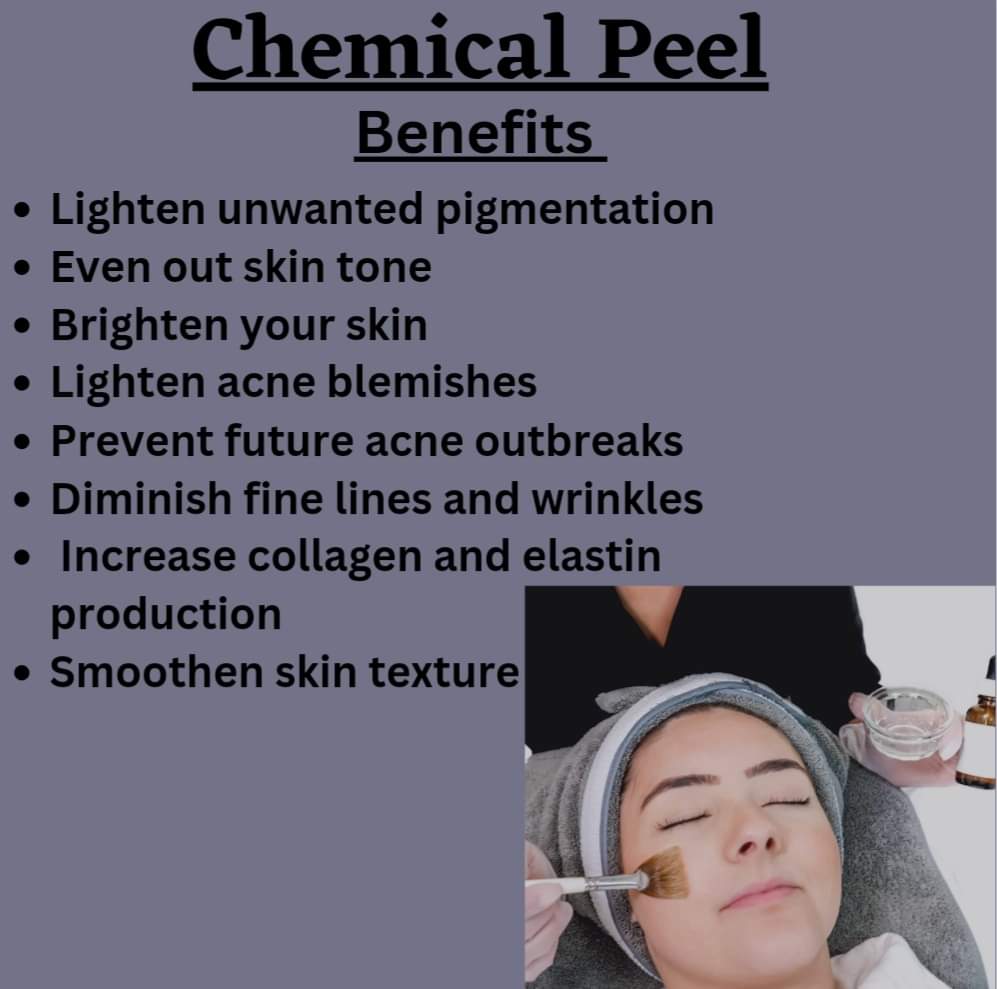 Chemical Peel
Benefits
• Lighten unwanted pigmentation
• Even out skin tone
• Brighten your skin
• Lighten acne blemishes
• Prevent future acne outbreaks
• Diminish fine lines and wrinkles
• Increase collagen and elastin
production
• Smoothen skin texture